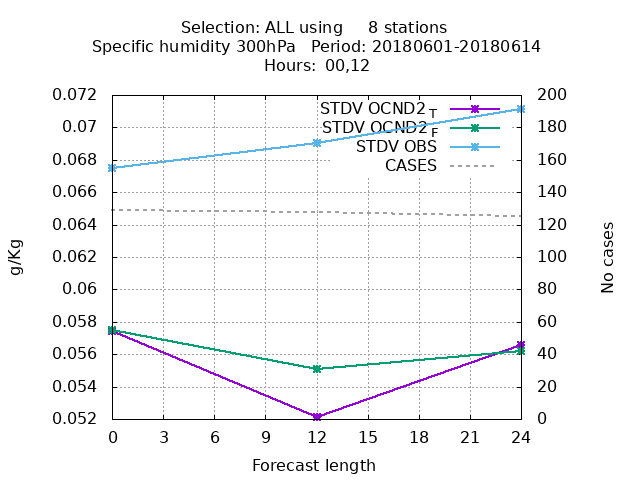 Selection: ALL using     8 stations
Specific humidity 300hPa   Period: 20180601-20180614
Hours: 00,12
0.072
0.07
0.068
0.066
0.064
0.062
0.06
0.058
0.056
0.054
0.052
g/Kg
STDV OCND2 T
STDV OCND2 F
STDV OBS
CASES
200
180
160
140
120
100
80
60
40
20
0
No cases
0 3 6 9 12 15 18 21 24
Forecast length